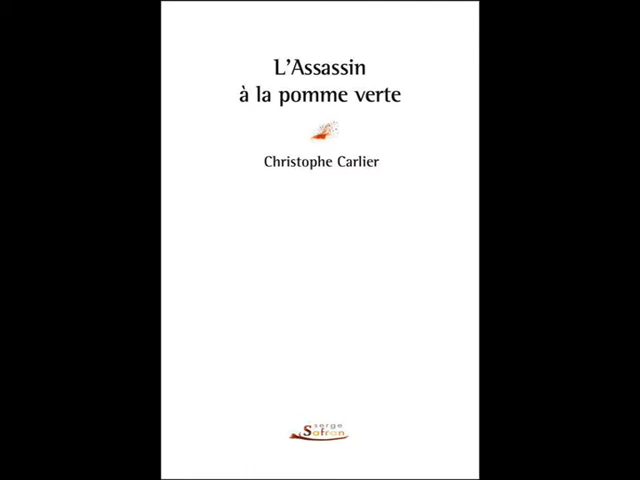 L’Assassin
à la pomme verte
Christophe Carlier
serge
Safran